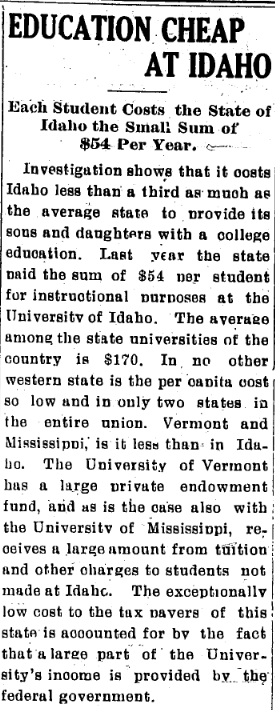 EDUCATION CHEAP
AT IDAHO
Each Student Costs the State of
Idaho the Small Sum of
$54 Per Year.
Investigation shows that it costs
Idaho less than a third as much as
the average state to provide its
sons and daughters with a college
education. Last year the state
paid the sum of $54 per student
for instructional purposes at the
University of Idaho. The average
among the state universities of the
country is $170. In no other
western state is the per capita cost
so low and in only two states in
the entire union. Vermont and
Mississippi, is it less than in Ida-
ho. The University of Vermont
has a large private endowment
fund, and as is the case also with
the University of Mississippi, re-
ceives a large amount from tuition
and other charges to students not
made at Idaho. The exceptionally
low cost to the tax payers of this
state is accounted for by the fact
that a large part of the Univer-
sity's income is provided by the
federal government.